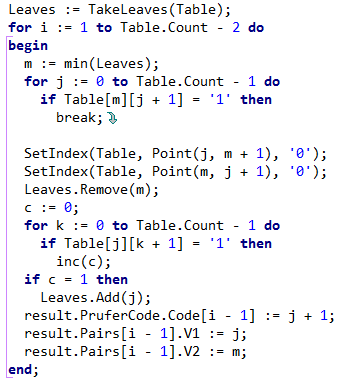 Leaves := TakeLeaves(Table);
for i := 1 to Table.Count - 2 do
begin
  m := min(Leaves);
  for j := 0 to Table.Count - 1 do
    if Table[m][j + 1] = '1' then
      break;

  SetIndex(Table, Point(j, m + 1), '0');
  SetIndex(Table, Point(m, j + 1), '0');
  Leaves.Remove(m);
  c := 0;
  for k := 0 to Table.Count - 1 do
    if Table[j][k + 1] = '1' then
      inc(c);
  if c = 1 then
    Leaves.Add(j);
  result.PruferCode.Code[i - 1] := j + 1;
  result.Pairs[i - 1].V1 := j;
  result.Pairs[i - 1].V2 := m;
end;